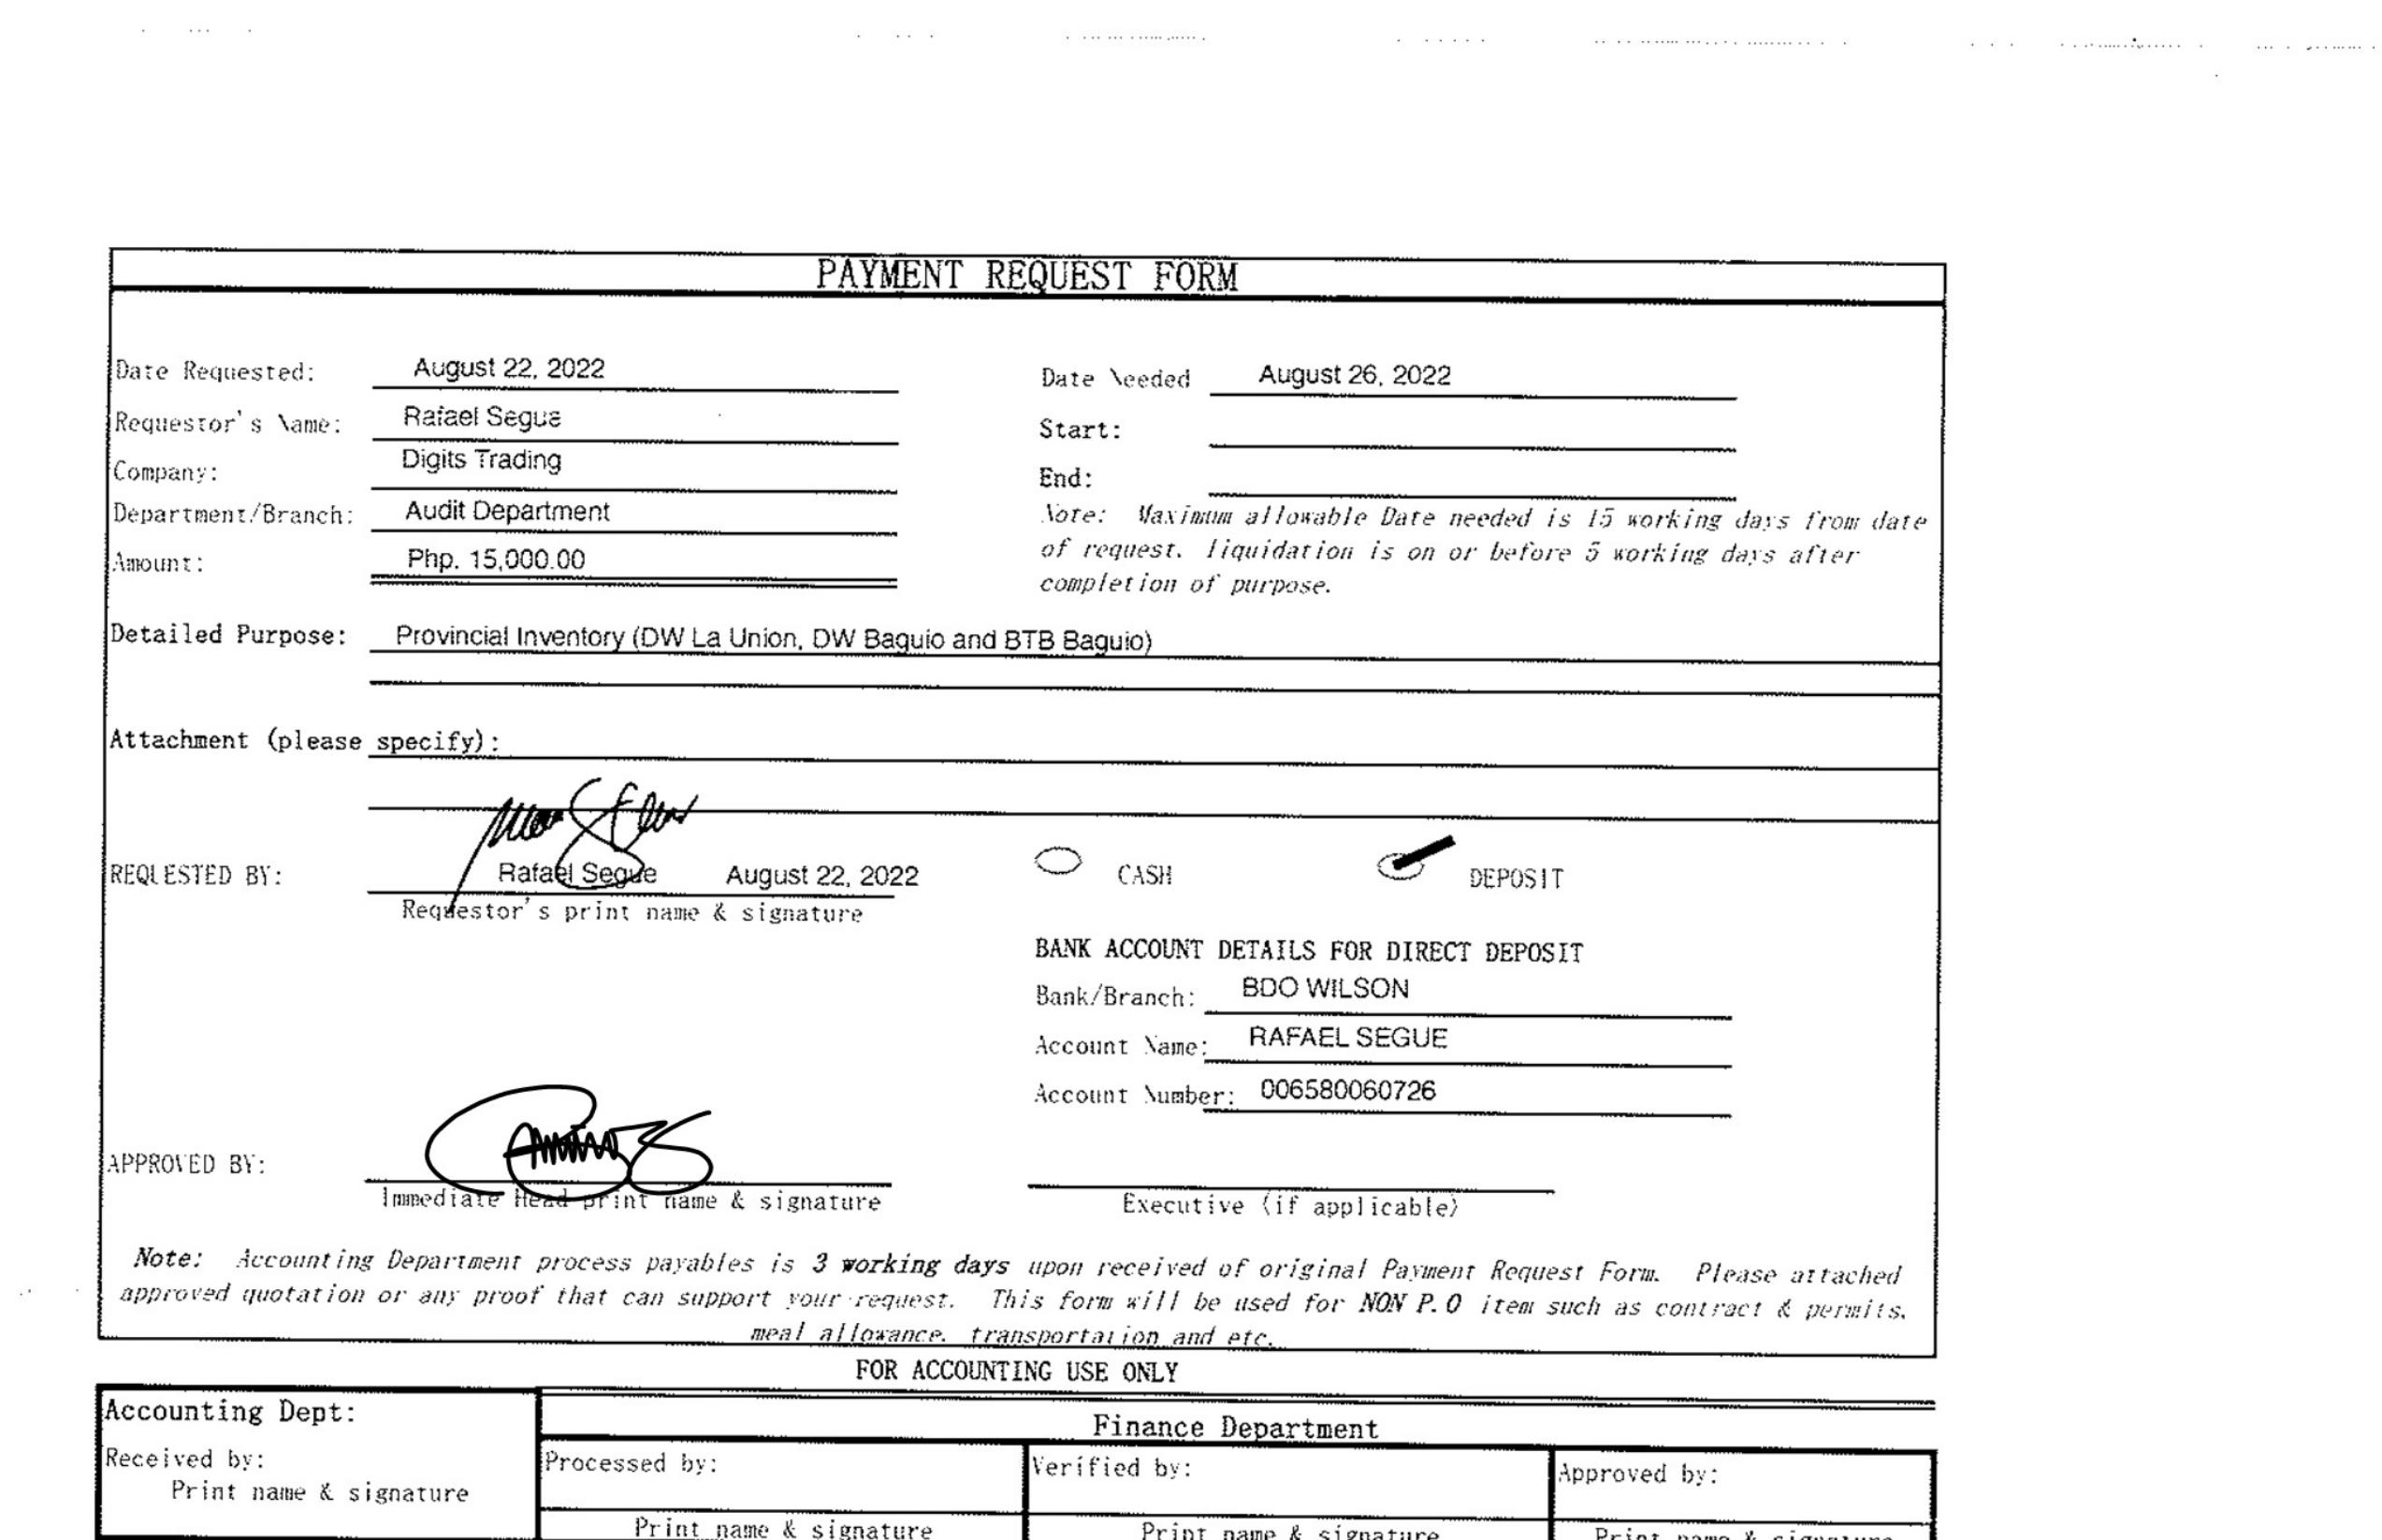 PAYMENT REQUEST FORM
Date Requested: August 22, 2022
Date Needed August 26, 2022
Requestor's Name: Rafael Segue
Start:
Company: Digits Trading
End:
Department/Branch: Audit Department
Note: Maximum allowable Date needed is 15 working days from date
of request. liquidation is on or before 5 working days after
completion of purpose.
Amount: Php. 15,000.00
Detailed Purpose: Provincial Inventory (DW La Union, DW Baguio and BTB Baguio)
Attachment (please specify):
REQUESTED BY: Rafael Segue August 22, 2022
CASH DEPOSIT
Requestor's print name & signature
BANK ACCOUNT DETAILS FOR DIRECT DEPOSIT
Bank/Branch: BDO WILSON
Account Name: RAFAEL SEGUE
Account Number: 006580060726
APPROVED BY:
Immediate Head print name & signature
Executive (if applicable)
Note: Accounting Department process payables is 3 working days upon received of original Payment Request Form. Please attached
approved quotation or any proof that can support your request. This form will be used for NON P.O item such as contract & permits,
meal allowance, transportation and etc.
FOR ACCOUNTING USE ONLY
Accounting Dept:
Finance Department
Received by:
Processed by:
Verified by:
Approved by:
Print name & signature
Print name & signature
Print name & signature
Print name & signature